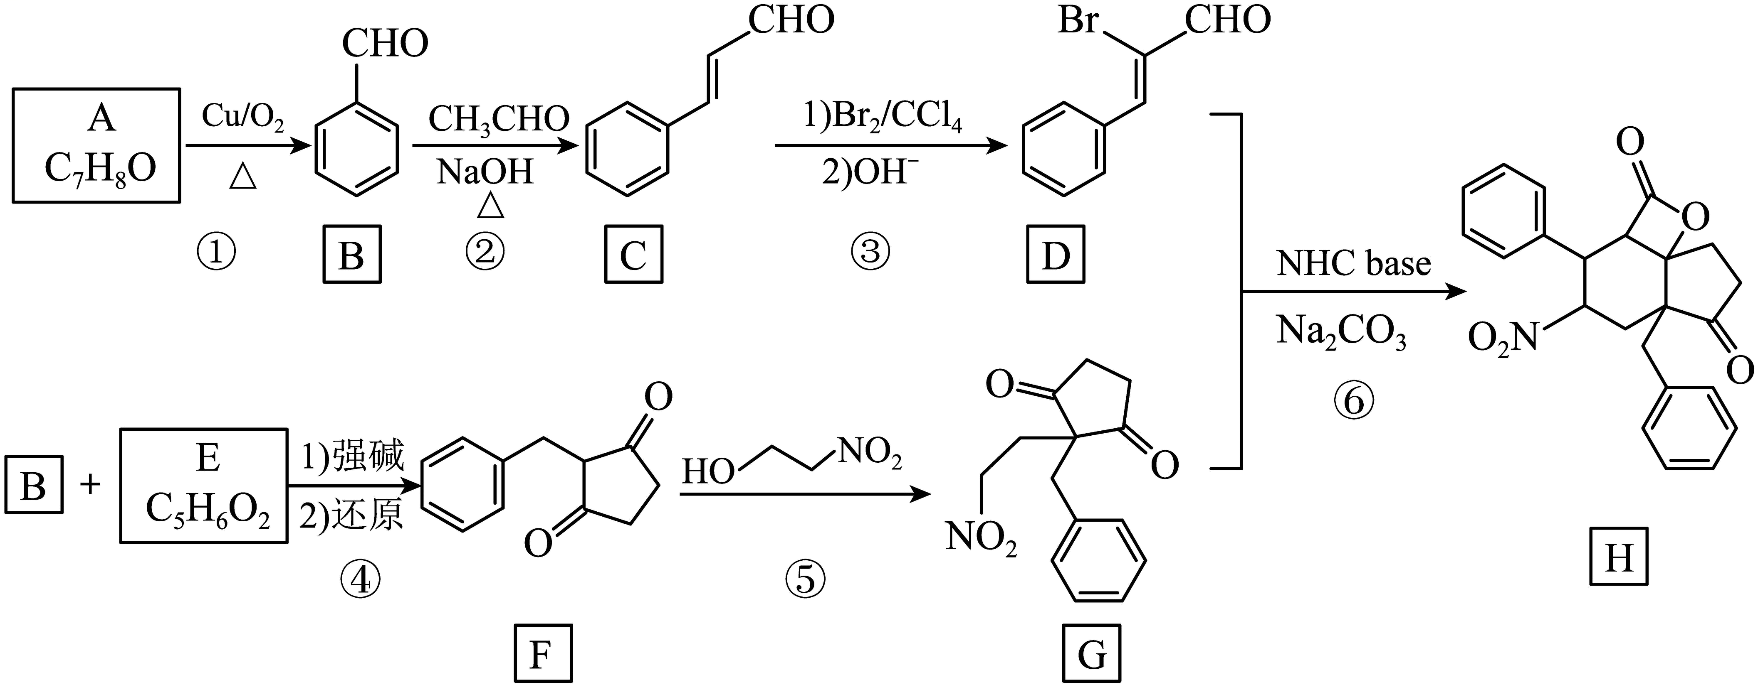 A
C₇H₈O
Cu/O₂
△
①
CHO
B
CH₃CHO
NaOH
△
②
CHO
C
1)Br₂/CCl₄
2)OH⁻
③
Br
CHO
D
B
+
E
C₅H₆O₂
1)强碱
2)还原
④
O
O
F
HO
NO₂
⑤
O
O
NO₂
G
NHC base
Na₂CO₃
⑥
O
O
O₂N
O
H